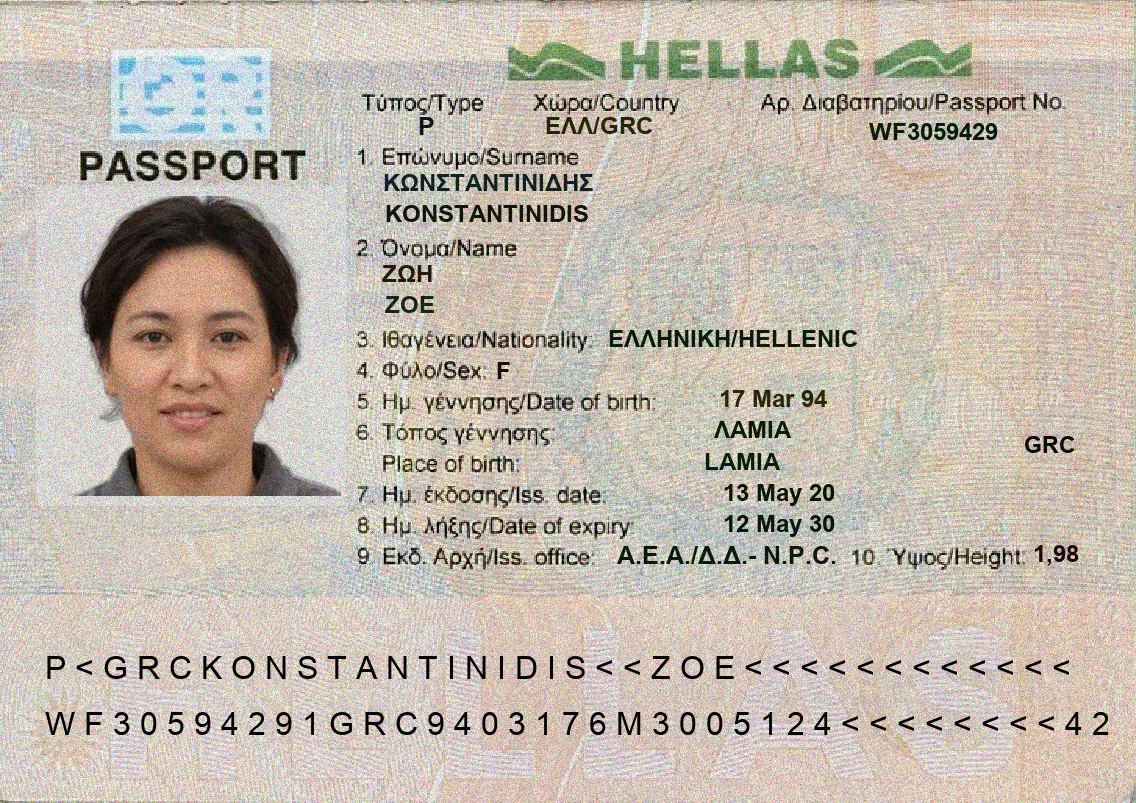 GR
HELLAS
PASSPORT
Τύπος/Type Χώρα/Country Αρ. Διαβατηρίου/Passport No.
P ΕΛΛ/GRC WF3059429
1. Επώνυμο/Surname
ΚΩΝΣΤΑΝΤΙΝΙΔΗΣ
KONSTANTINIDIS
2. Όνομα/Name
ΖΩΗ
ZOE
3. Ιθαγένεια/Nationality: ΕΛΛΗΝΙΚΗ/HELLENIC
4. Φύλο/Sex: F
5. Ημ. γέννησης/Date of birth: 17 Mar 94
6. Τόπος γέννησης: ΛΑΜΙΑ
Place of birth: LAMIA GRC
7. Ημ. έκδοσης/Iss. date: 13 May 20
8. Ημ. λήξης/Date of expiry: 12 May 30
9. Εκδ. Αρχή/Iss. office: Α.Ε.Α./Δ.Δ.- N.P.C. 10. Ύψος/Height: 1,98
P<GRCKONSTANTINIDIS<<ZOE<<<<<<<<<<<<
WF30594291GRC9403176M3005124<<<<<<<<42